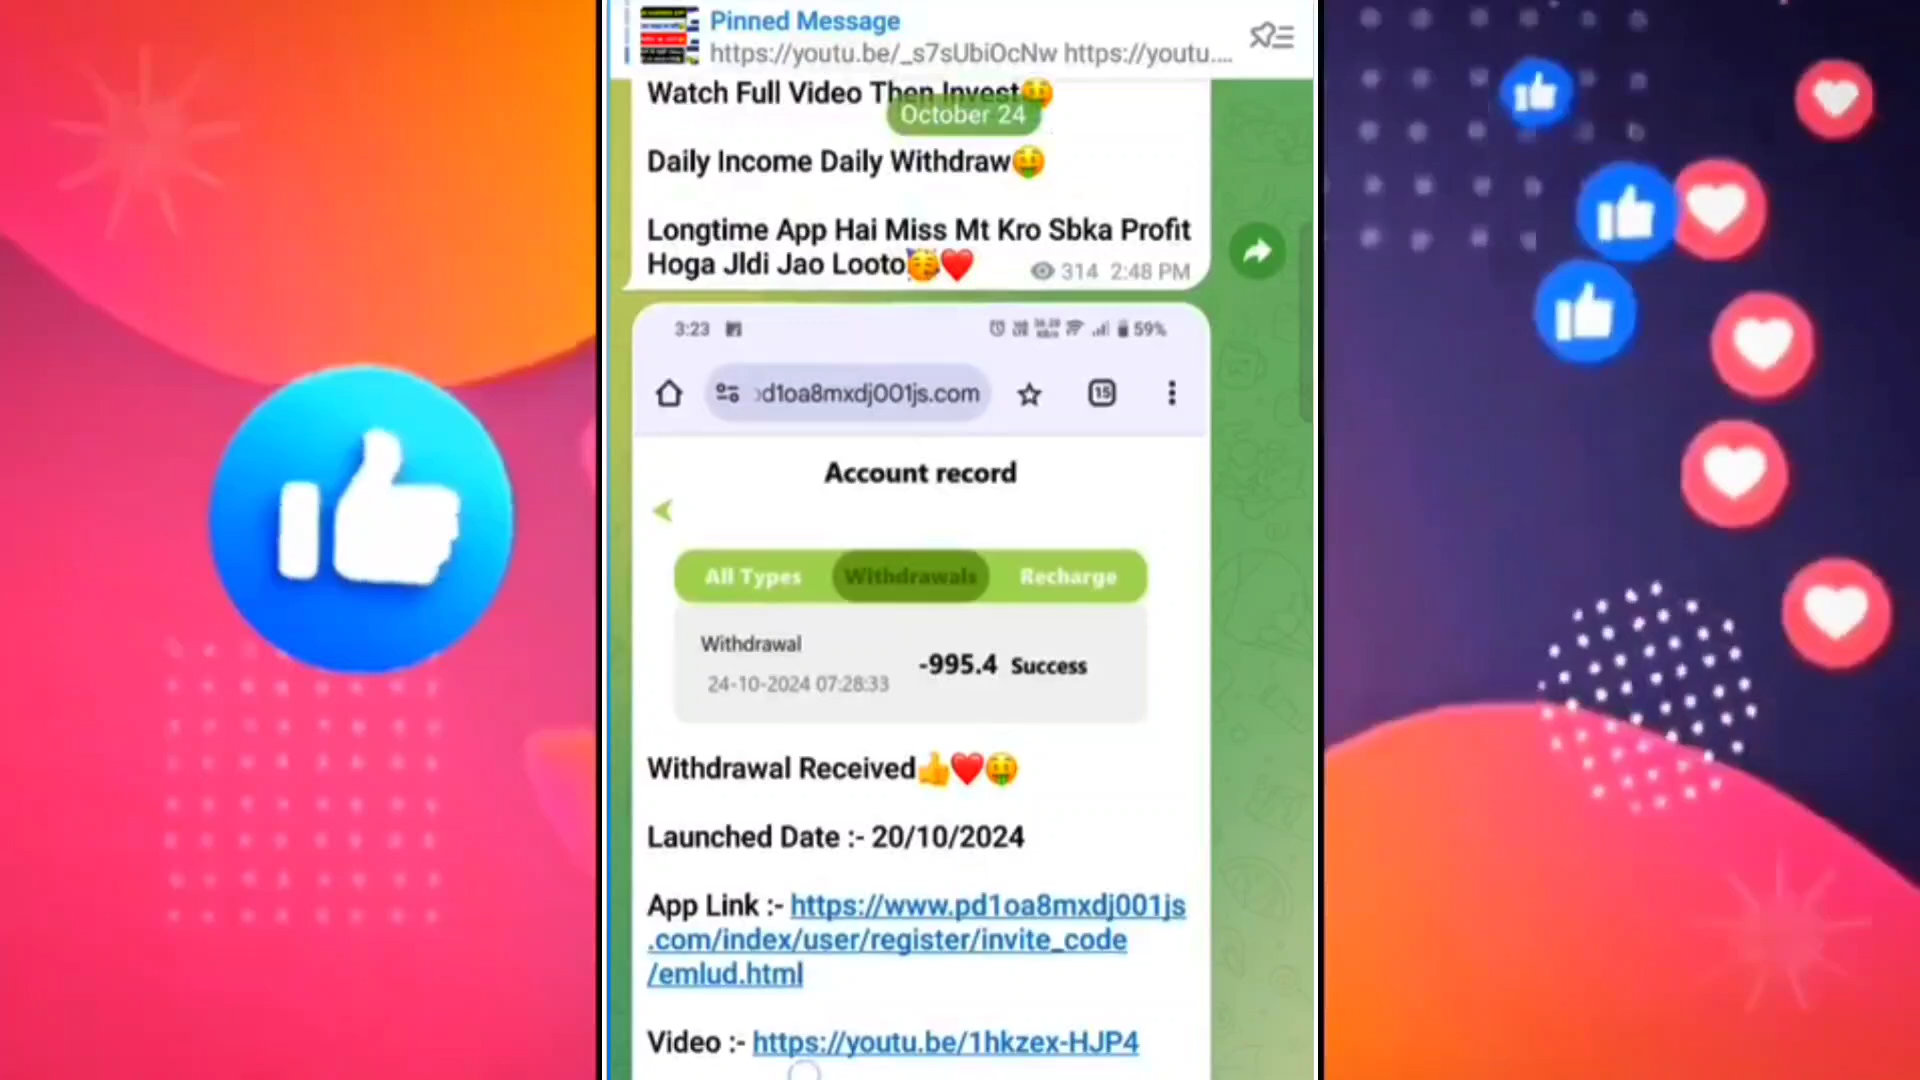 Pinned Message
https://youtu.be/_s7sUbiOcNw https://youtu....
Watch Full Video Then Invest🤑
October 24
Daily Income Daily Withdraw🤑
Longtime App Hai Miss Mt Kro Sbka Profit
Hoga Jldi Jao Looto🥳❤️
314 2:48 PM
3:23
59%
d1oa8mxdj001js.com
15
Account record
All Types Withdrawals Recharge
Withdrawal
-995.4 Success
24-10-2024 07:28:33
Withdrawal Received👍❤️🤑
Launched Date :- 20/10/2024
App Link :- https://www.pd1oa8mxdj001js
.com/index/user/register/invite_code
/emlud.html
Video :- https://youtu.be/1hkzex-HJP4